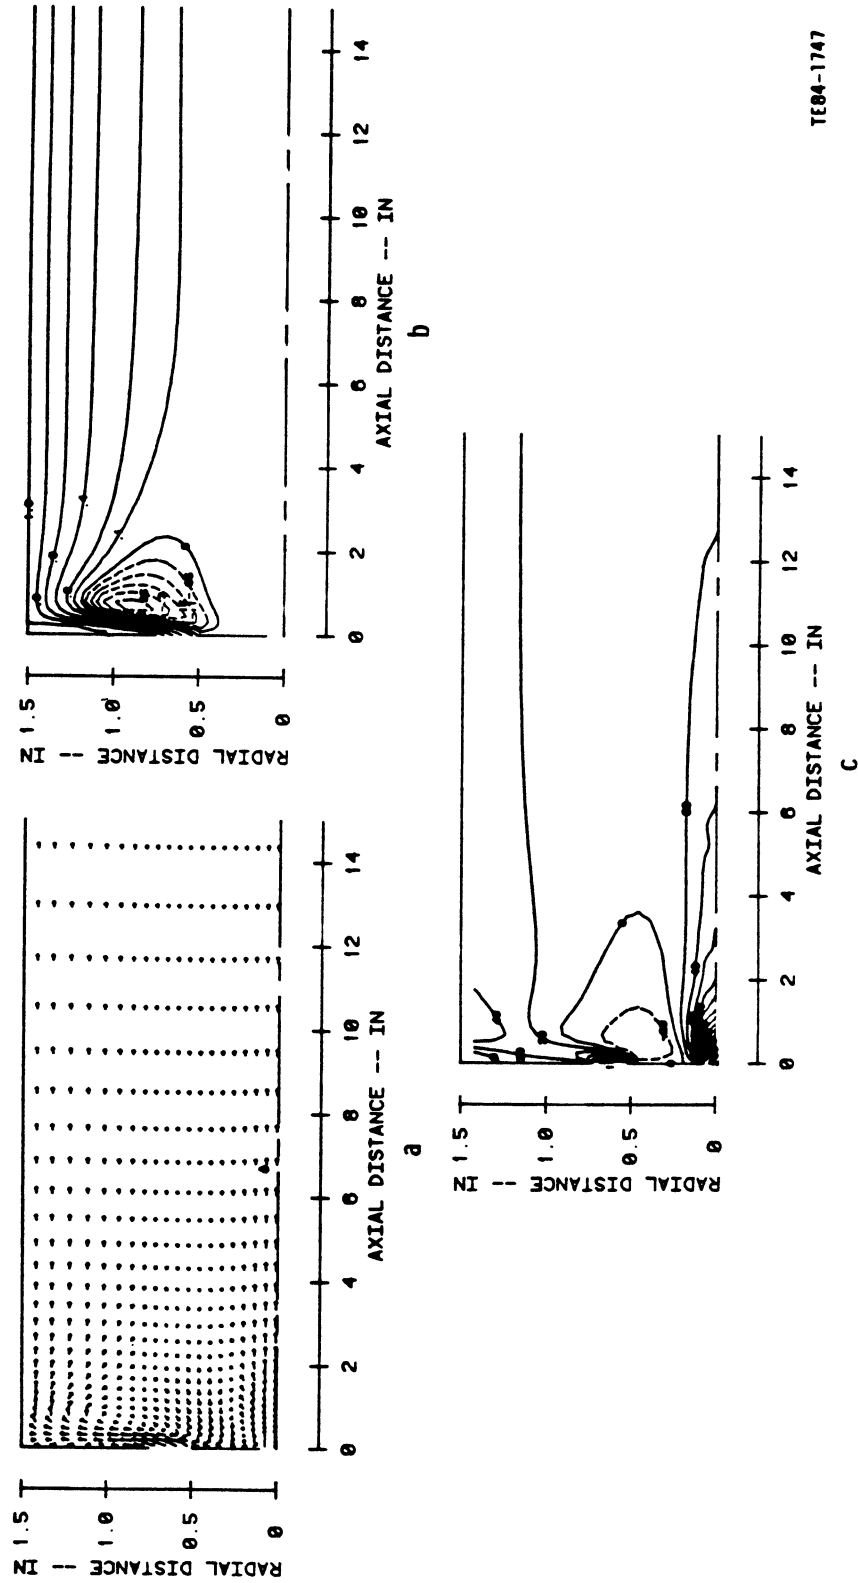 RADIAL DISTANCE -- IN
1.5
1.0
0.5
0
0 2 4 6 8 10 12 14
AXIAL DISTANCE -- IN
a
RADIAL DISTANCE -- IN
1.5
1.0
0.5
0
0 2 4 6 8 10 12 14
AXIAL DISTANCE -- IN
b
RADIAL DISTANCE -- IN
1.5
1.0
0.5
0
0 2 4 6 8 10 12 14
AXIAL DISTANCE -- IN
c
TE84-1747